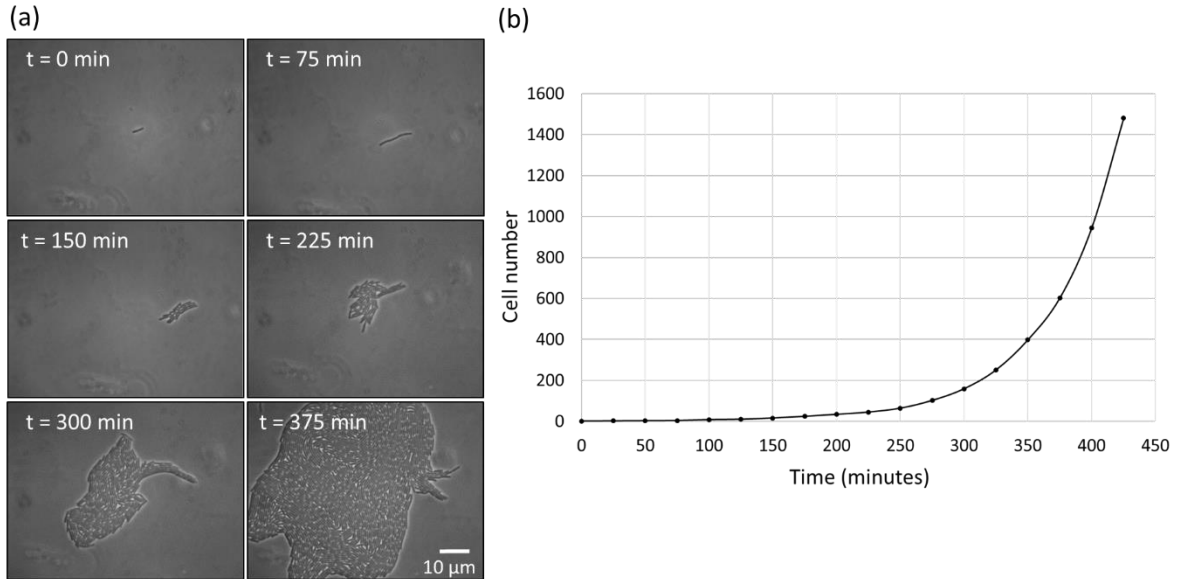 (a)
t = 0 min
t = 75 min
t = 150 min
t = 225 min
t = 300 min
t = 375 min
10 µm
(b)
1600
1400
1200
1000
800
600
400
200
0
Cell number
0 50 100 150 200 250 300 350 400 450
Time (minutes)